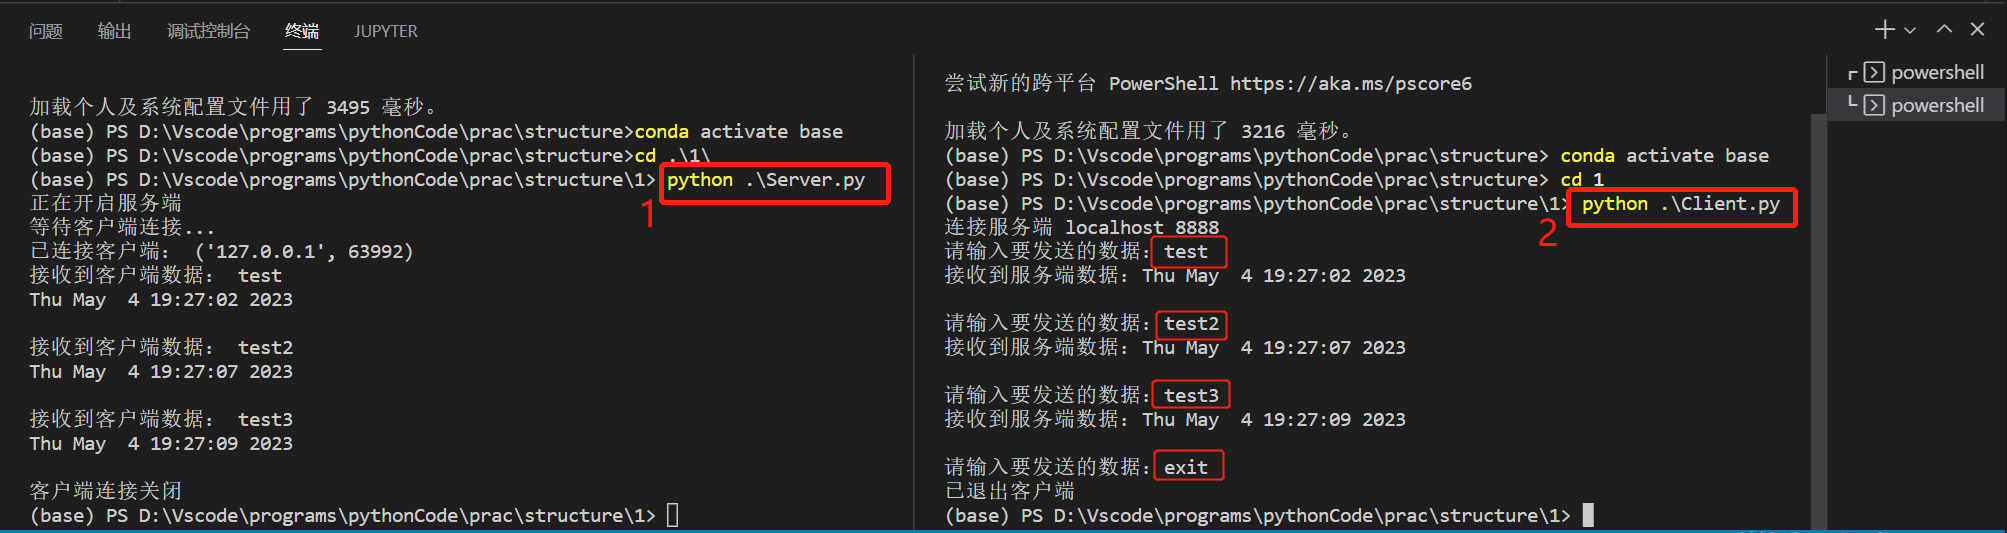 问题 输出 调试控制台 终端 JUPYTER
加载个人及系统配置文件用了 3495 毫秒。
(base) PS D:\Vscode\programs\pythonCode\prac\structure>conda activate base
(base) PS D:\Vscode\programs\pythonCode\prac\structure>cd .\1\
(base) PS D:\Vscode\programs\pythonCode\prac\structure\1> python .\Server.py
1
正在开启服务端
等待客户端连接...
已连接客户端: ('127.0.0.1', 63992)
接收到客户端数据: test
Thu May  4 19:27:02 2023
接收到客户端数据: test2
Thu May  4 19:27:07 2023
接收到客户端数据: test3
Thu May  4 19:27:09 2023
客户端连接关闭
(base) PS D:\Vscode\programs\pythonCode\prac\structure\1>
尝试新的跨平台 PowerShell https://aka.ms/pscore6
加载个人及系统配置文件用了 3216 毫秒。
(base) PS D:\Vscode\programs\pythonCode\prac\structure> conda activate base
(base) PS D:\Vscode\programs\pythonCode\prac\structure> cd 1
(base) PS D:\Vscode\programs\pythonCode\prac\structure\1> python .\Client.py
2
连接服务端 localhost 8888
请输入要发送的数据: test
接收到服务端数据: Thu May  4 19:27:02 2023
请输入要发送的数据: test2
接收到服务端数据: Thu May  4 19:27:07 2023
请输入要发送的数据: test3
接收到服务端数据: Thu May  4 19:27:09 2023
请输入要发送的数据: exit
已退出客户端
(base) PS D:\Vscode\programs\pythonCode\prac\structure\1>
powershell
powershell